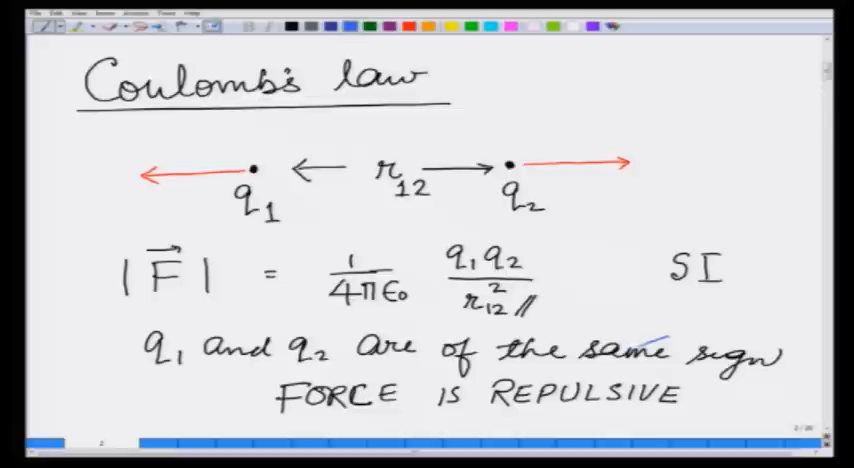 Coulomb's law
q1 r12 q2
|F⃗| = 1/4πϵ0 q1q2/r12² // SI
q1 and q2 are of the same sign
FORCE IS REPULSIVE
2